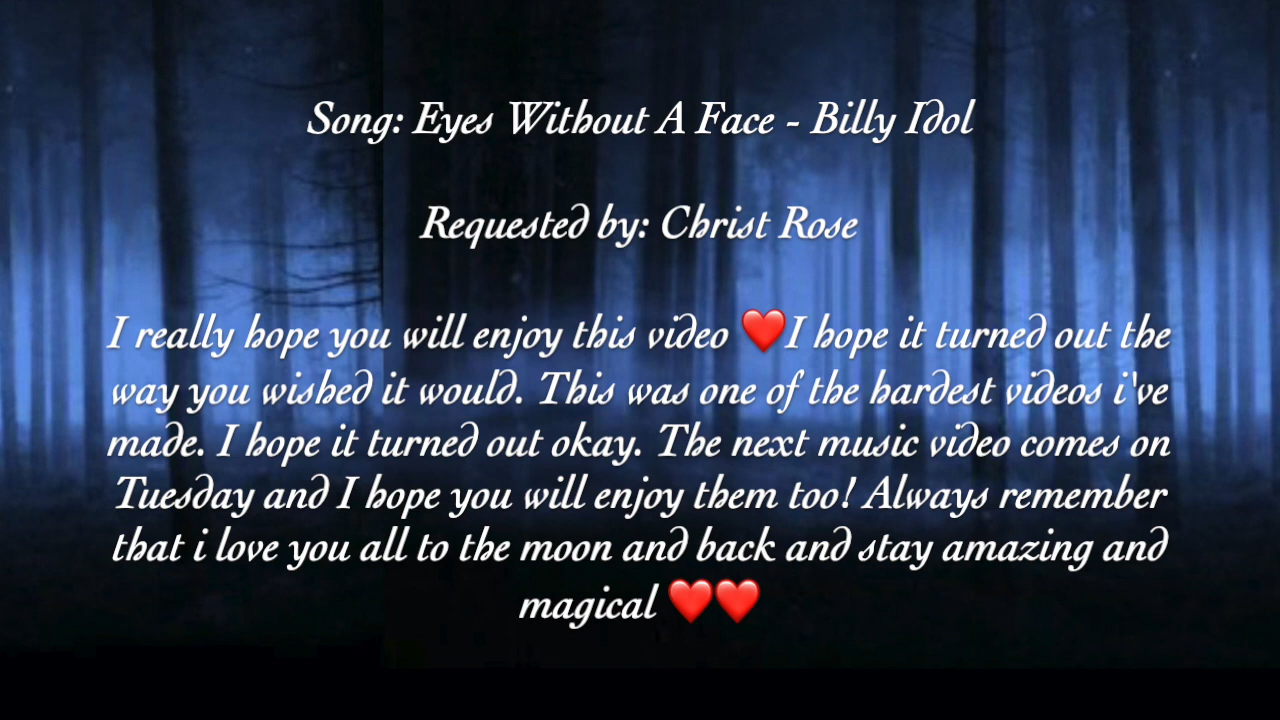 Song: Eyes Without A Face - Billy Idol
Requested by: Christ Rose
I really hope you will enjoy this video ❤️I hope it turned out the
way you wished it would. This was one of the hardest videos i've
made. I hope it turned out okay. The next music video comes on
Tuesday and I hope you will enjoy them too! Always remember
that i love you all to the moon and back and stay amazing and
magical ❤️❤️